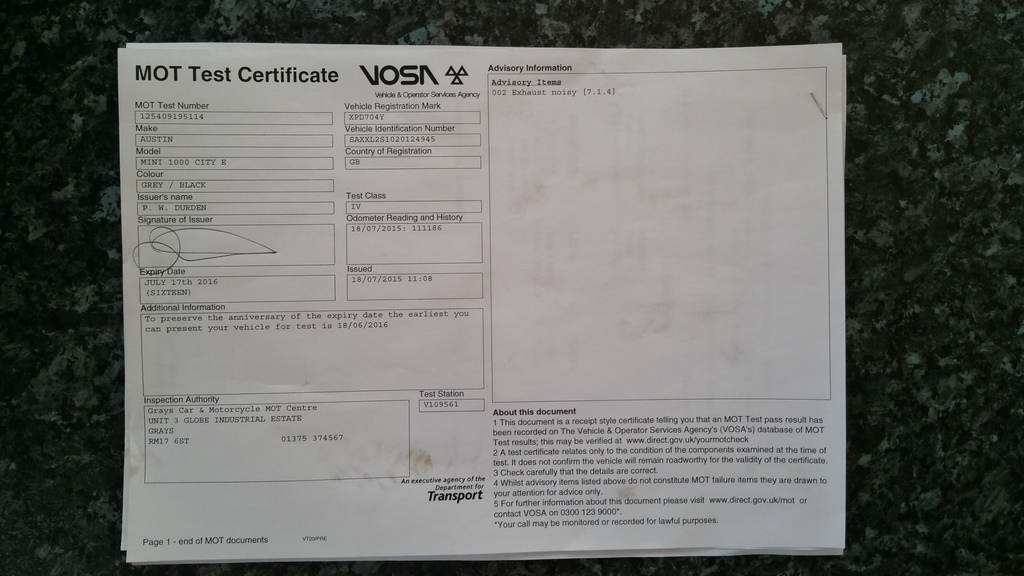 MOT Test Certificate
VOSA
Vehicle & Operator Services Agency
MOT Test Number
125409195114
Vehicle Registration Mark
XPD704Y
Make
AUSTIN
Vehicle Identification Number
SAXXL2S1020124945
Model
MINI 1000 CITY E
Country of Registration
GB
Colour
GREY / BLACK
Issuer's name
P. W. DURDEN
Test Class
IV
Signature of Issuer
Odometer Reading and History
18/07/2015: 111186
Expiry Date
JULY 17th 2016
(SIXTEEN)
Issued
18/07/2015 11:08
Additional Information
To preserve the anniversary of the expiry date the earliest you
can present your vehicle for test is 18/06/2016
Inspection Authority
Grays Car & Motorcycle MOT Centre
UNIT 3 GLOBE INDUSTRIAL ESTATE
GRAYS
RM17 6ST 01375 374567
Test Station
V109561
An executive agency of the
Department for
Transport
Page 1 - end of MOT documents
VT20/PRE
Advisory Information
Advisory Items
002 Exhaust noisy [7.1.4]
About this document
1 This document is a receipt style certificate telling you that an MOT Test pass result has
been recorded on The Vehicle & Operator Services Agency's (VOSA's) database of MOT
Test results; this may be verified at www.direct.gov.uk/yourmotcheck
2 A test certificate relates only to the condition of the components examined at the time of
test. It does not confirm the vehicle will remain roadworthy for the validity of the certificate.
3 Check carefully that the details are correct.
4 Whilst advisory items listed above do not constitute MOT failure items they are drawn to
your attention for advice only.
5 For further information about this document please visit www.direct.gov.uk/mot or
contact VOSA on 0300 123 9000*.
*Your call may be monitored or recorded for lawful purposes.